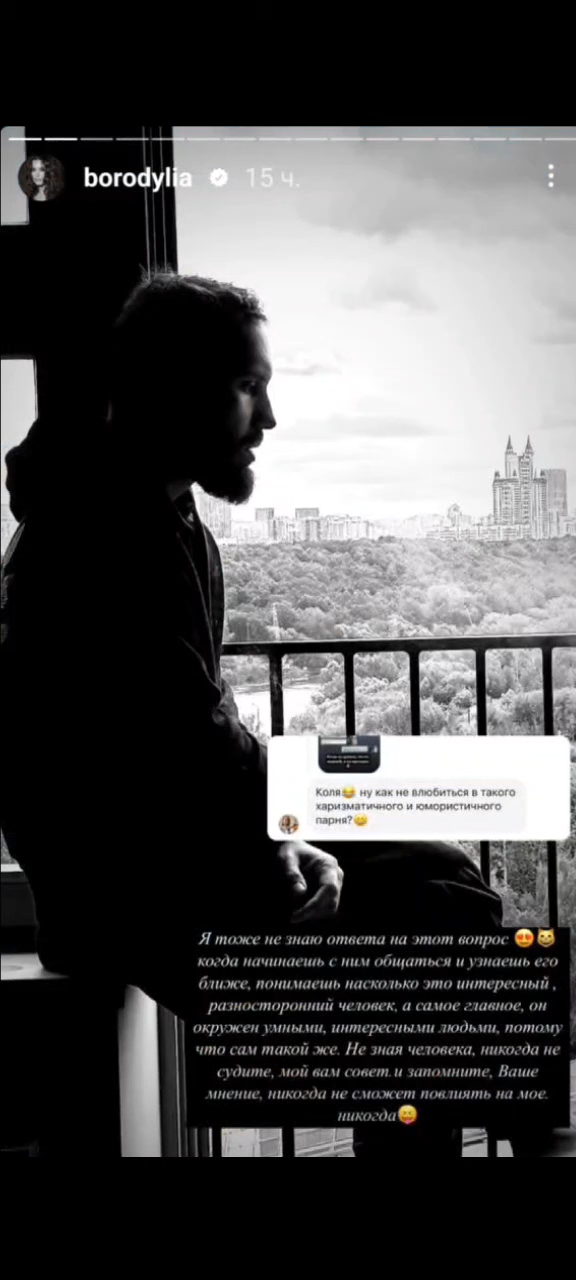 borodylia 15 ч.
Коля😂 ну как не влюбиться в такого
харизматичного и юмористичного
парня?😊
Я тоже не знаю ответа на этот вопрос 😍😸
когда начинаешь с ним общаться и узнаешь его
ближе, понимаешь насколько это интересный ,
разносторонний человек, а самое главное, он
окружен умными, интересными людьми, потому
что сам такой же. Не зная человека, никогда не
судите, мой вам совет. и запомните, Ваше
мнение, никогда не сможет повлиять на мое.
никогда😛